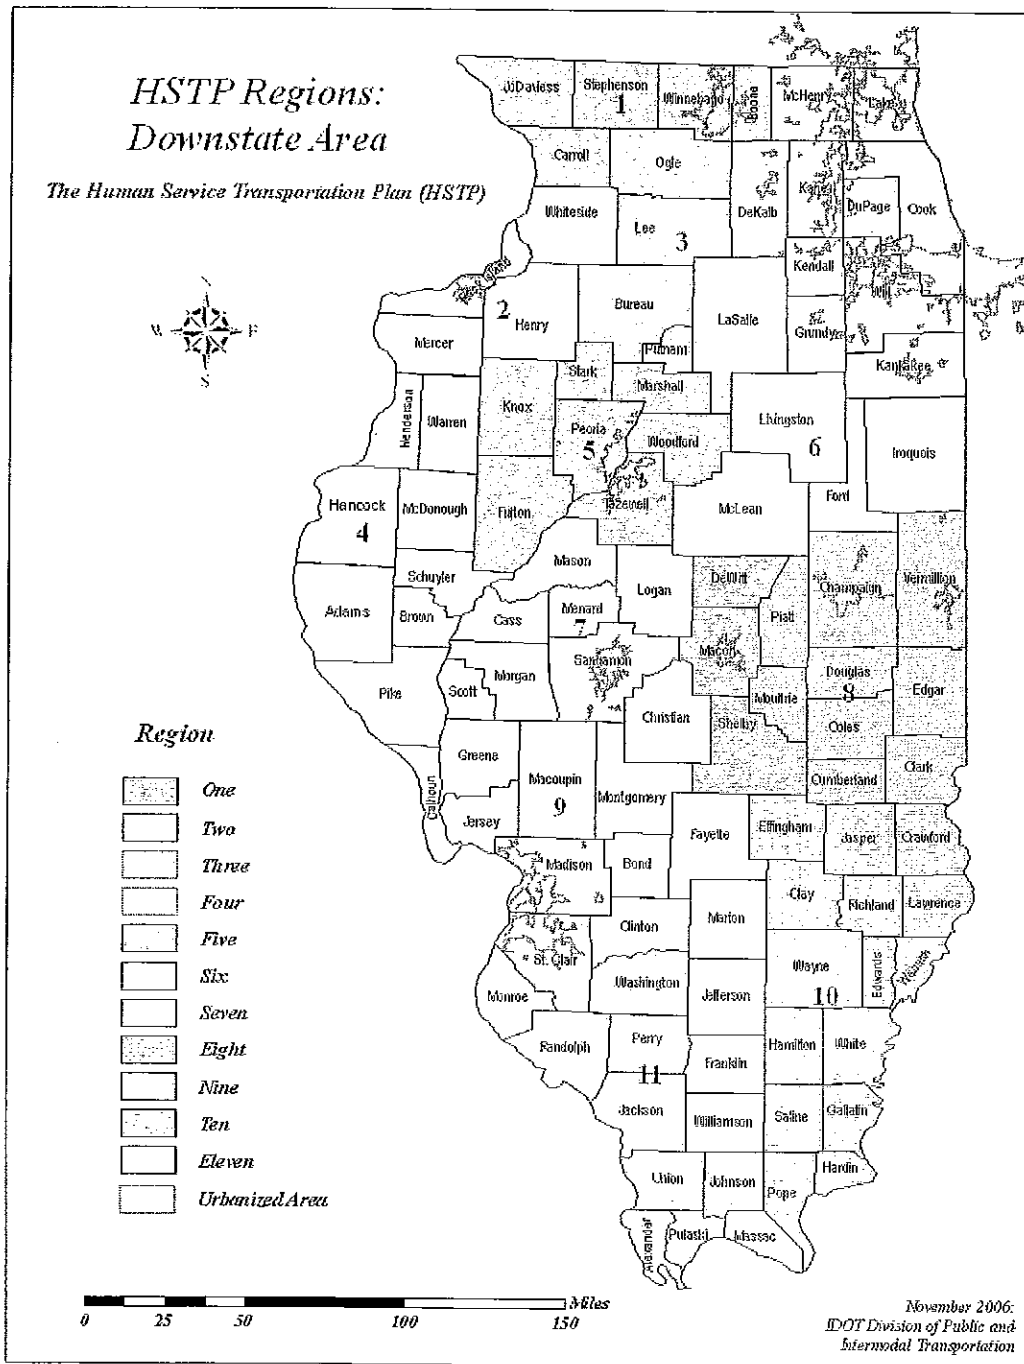 HSTP Regions:
Downstate Area
The Human Service Transportation Plan (HSTP)
JoDaviess
Stephenson
1
Winnebago
Boone
McHenry
Lake
Carroll
Ogle
DeKalb
Kane
DuPage
Cook
Whiteside
Lee
3
Kendall
Will
Rock Island
2
Henry
Bureau
LaSalle
Grundy
Mercer
Putnam
Kankakee
Stark
Marshall
Henderson
Warren
Knox
Peoria
5
Woodford
Livingston
6
Iroquois
Hancock
4
McDonough
Fulton
Tazewell
McLean
Ford
Schuyler
Mason
Logan
DeWitt
Champaign
Vermillion
Adams
Brown
Cass
Menard
7
Piatt
Macon
Sangamon
Pike
Scott
Morgan
Christian
Moultrie
Douglas
8
Edgar
Shelby
Coles
Greene
Macoupin
9
Montgomery
Cumberland
Clark
Calhoun
Jersey
Fayette
Effingham
Jasper
Crawford
Madison
Bond
Clay
Richland
Lawrence
Clinton
Marion
St. Clair
Washington
Wayne
10
Edwards
Wabash
Monroe
Jefferson
Randolph
Perry
11
Hamilton
White
Franklin
Jackson
Williamson
Saline
Gallatin
Union
Johnson
Pope
Hardin
Alexander
Pulaski
Massac
W
E
S
Region
One
Two
Three
Four
Five
Six
Seven
Eight
Nine
Ten
Eleven
Urbanized Area
Miles
0 25 50 100 150
November 2006:
IDOT Division of Public and
Intermodal Transportation